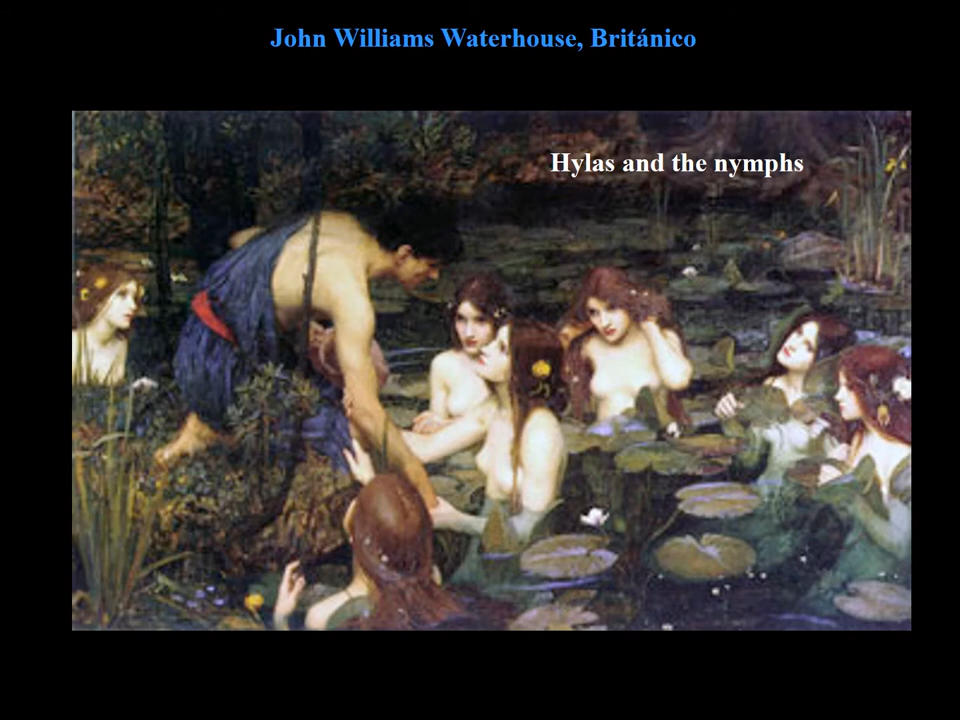 John Williams Waterhouse, Británico
Hylas and the nymphs